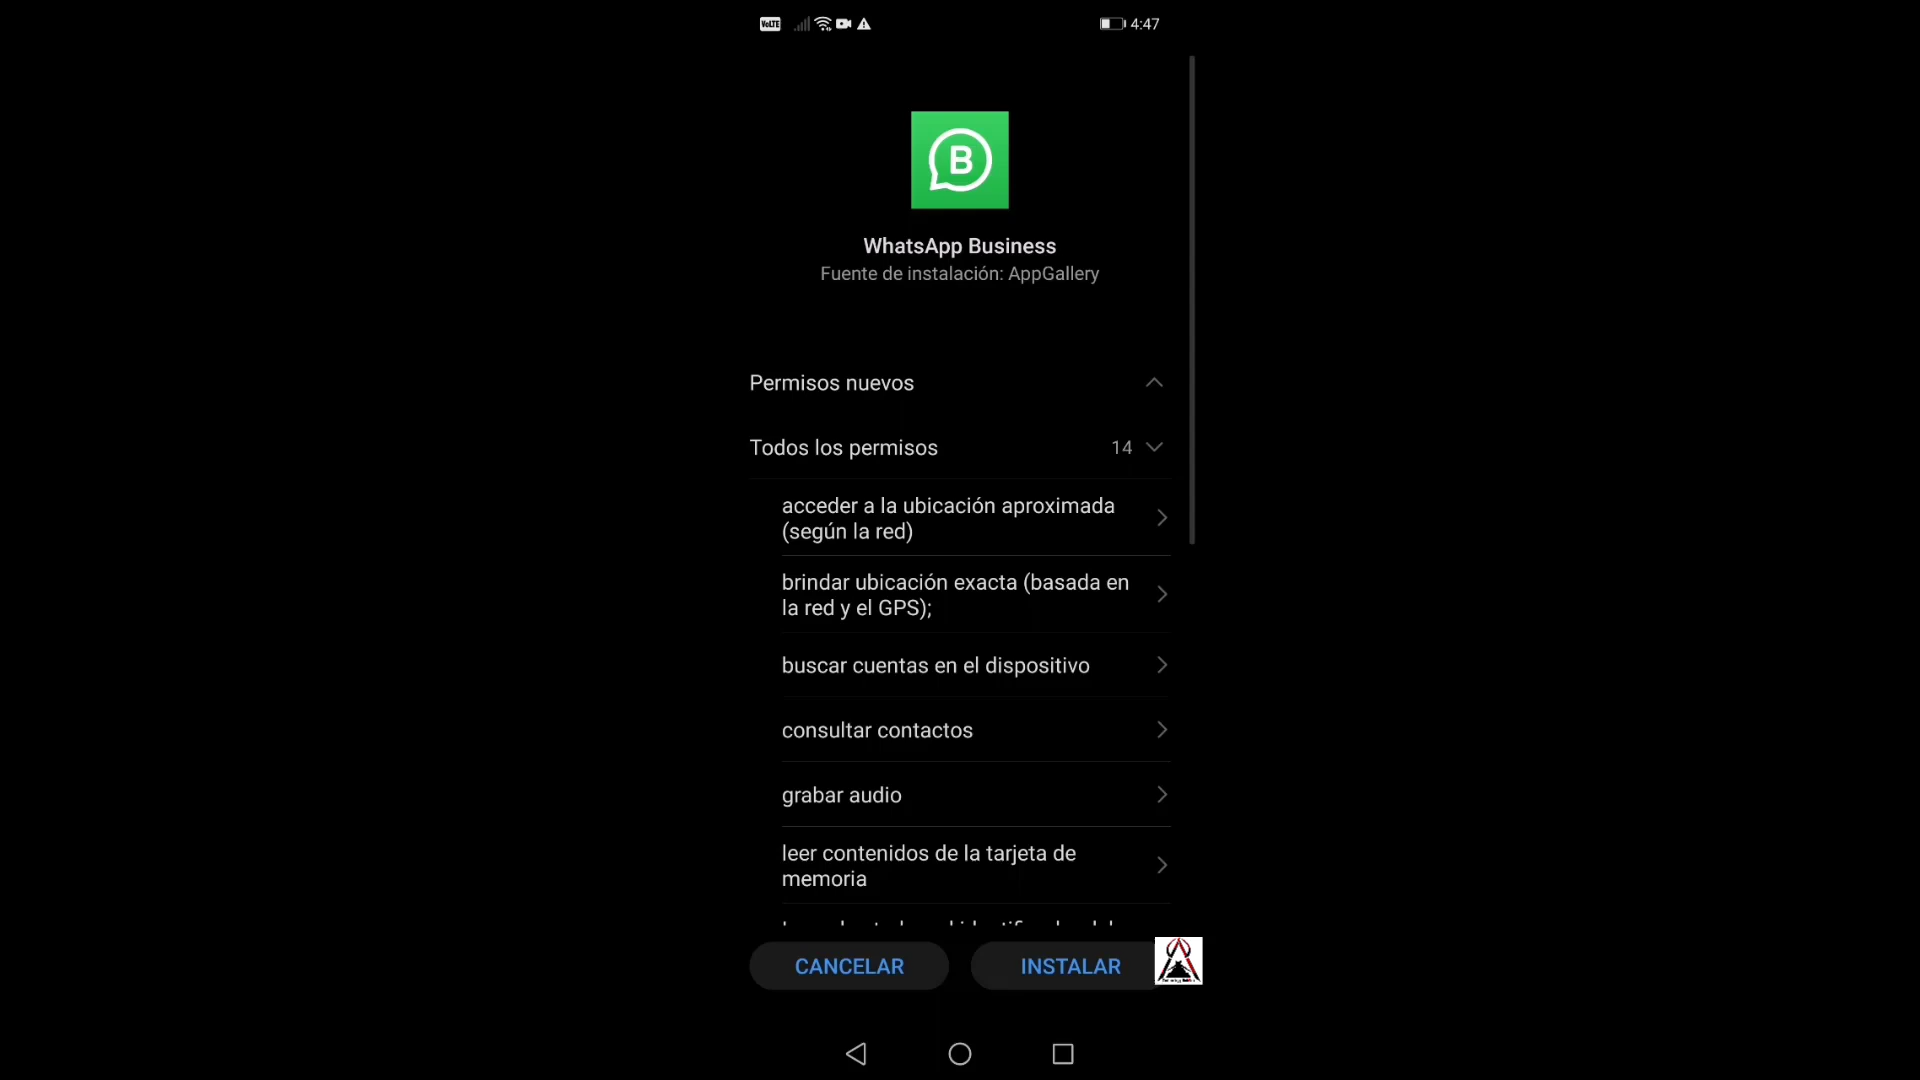 VoLTE
4:47
B
WhatsApp Business
Fuente de instalación: AppGallery
Permisos nuevos
Todos los permisos 14
acceder a la ubicación aproximada
(según la red)
brindar ubicación exacta (basada en
la red y el GPS);
buscar cuentas en el dispositivo
consultar contactos
grabar audio
leer contenidos de la tarjeta de
memoria
CANCELAR INSTALAR